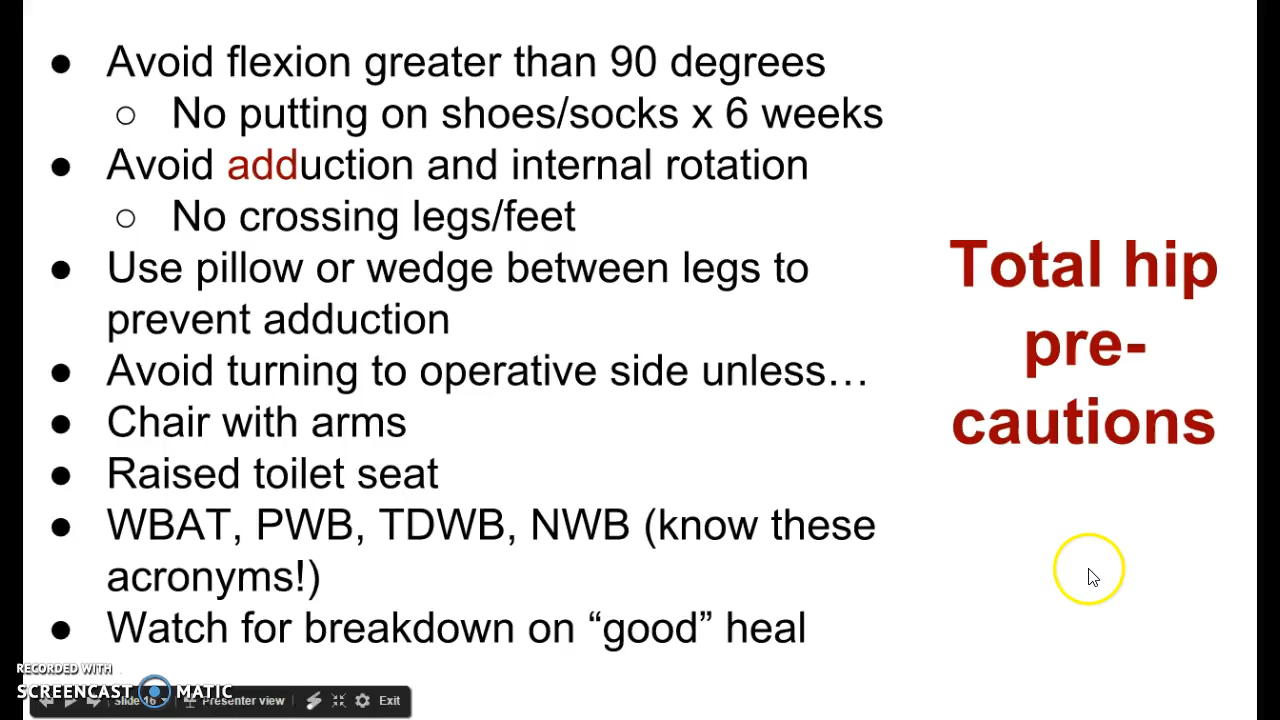 ● Avoid flexion greater than 90 degrees
○ No putting on shoes/socks x 6 weeks
● Avoid adduction and internal rotation
○ No crossing legs/feet
● Use pillow or wedge between legs to
prevent adduction
● Avoid turning to operative side unless…
● Chair with arms
● Raised toilet seat
● WBAT, PWB, TDWB, NWB (know these
acronyms!)
● Watch for breakdown on “good” heal
Total hip
pre-
cautions
RECORDED WITH
SCREENCAST MATIC
Slide 16 Presenter view Exit